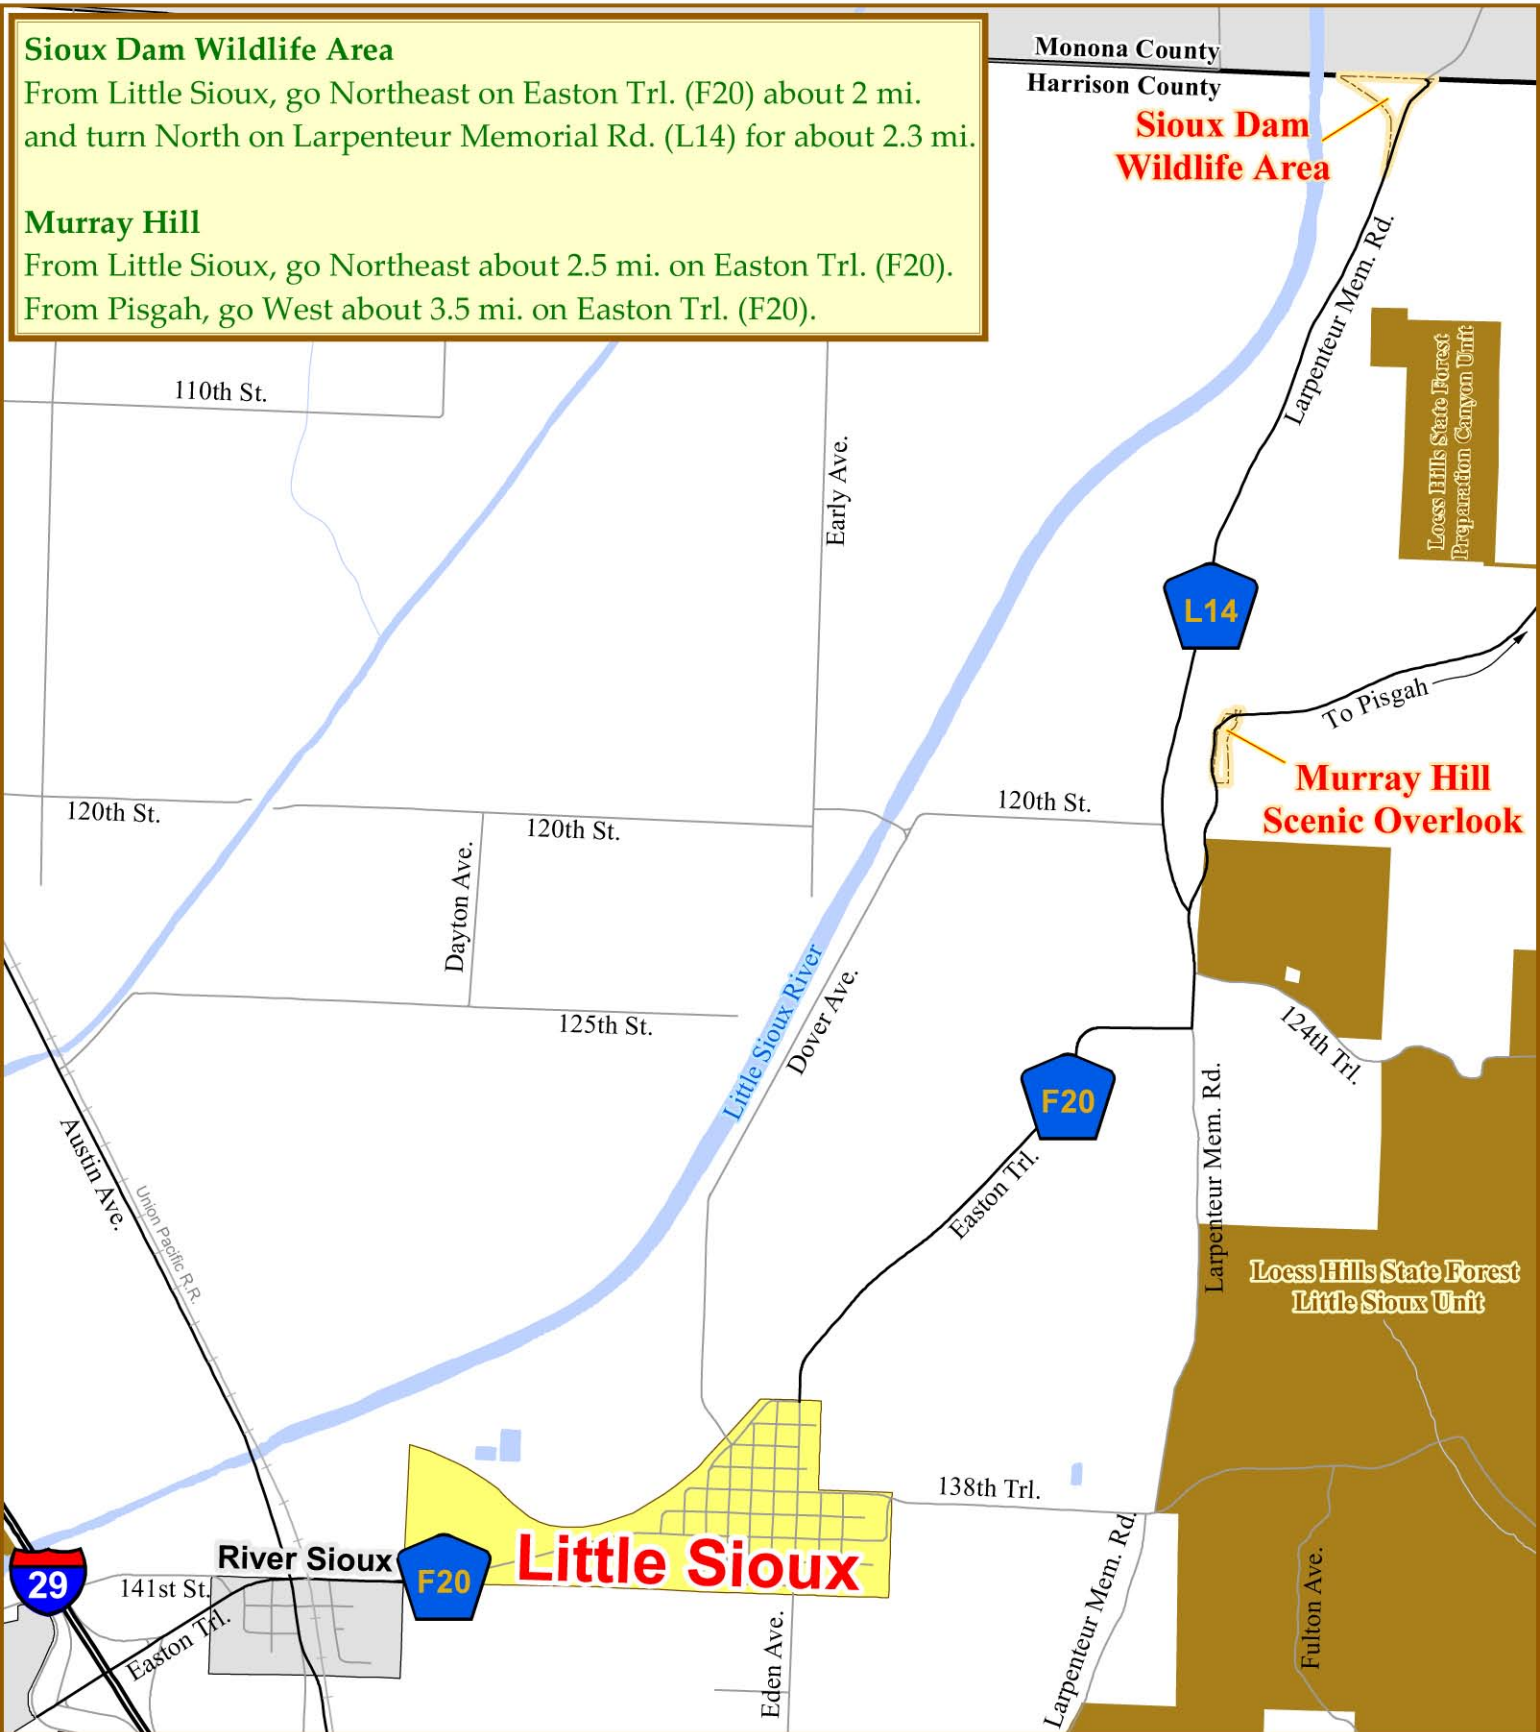 Sioux Dam Wildlife Area
From Little Sioux, go Northeast on Easton Trl. (F20) about 2 mi.
and turn North on Larpenteur Memorial Rd. (L14) for about 2.3 mi.
Murray Hill
From Little Sioux, go Northeast about 2.5 mi. on Easton Trl. (F20).
From Pisgah, go West about 3.5 mi. on Easton Trl. (F20).
Monona County
Harrison County
Sioux Dam
Wildlife Area
Larpenteur Mem. Rd.
Loess Hills State Forest
Preparation Canyon Unit
110th St.
Early Ave.
L14
To Pisgah
Murray Hill
Scenic Overlook
120th St.
120th St.
120th St.
Dayton Ave.
Little Sioux River
Dover Ave.
125th St.
124th Trl.
F20
Easton Trl.
Larpenteur Mem. Rd.
Austin Ave.
Union Pacific R.R.
Loess Hills State Forest
Little Sioux Unit
138th Trl.
River Sioux
F20
Little Sioux
29
141st St.
Easton Trl.
Eden Ave.
Larpenteur Mem. Rd.
Fulton Ave.